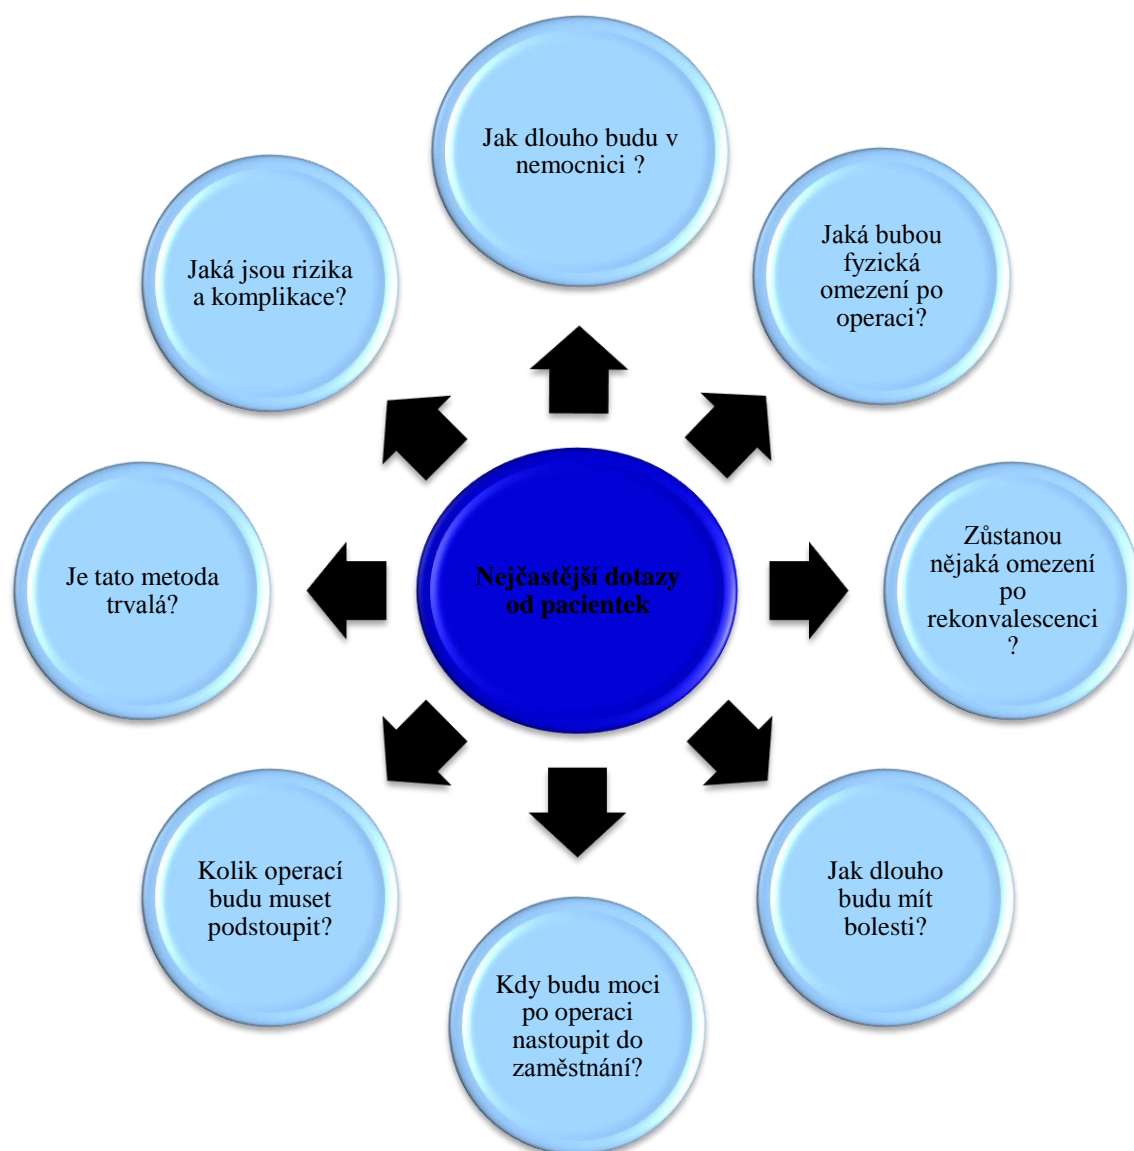 Jak dlouho budu v
nemocnici ?
Jaká bubou
fyzická
omezení po
operaci?
Zůstanou
nějaká omezení
po
rekonvalescenci
?
Jak dlouho
budu mít
bolesti?
Kdy budu moci
po operaci
nastoupit do
zaměstnání?
Kolik operací
budu muset
podstoupit?
Je tato metoda
trvalá?
Jaká jsou rizika
a komplikace?
Nejčastější dotazy
od pacientek